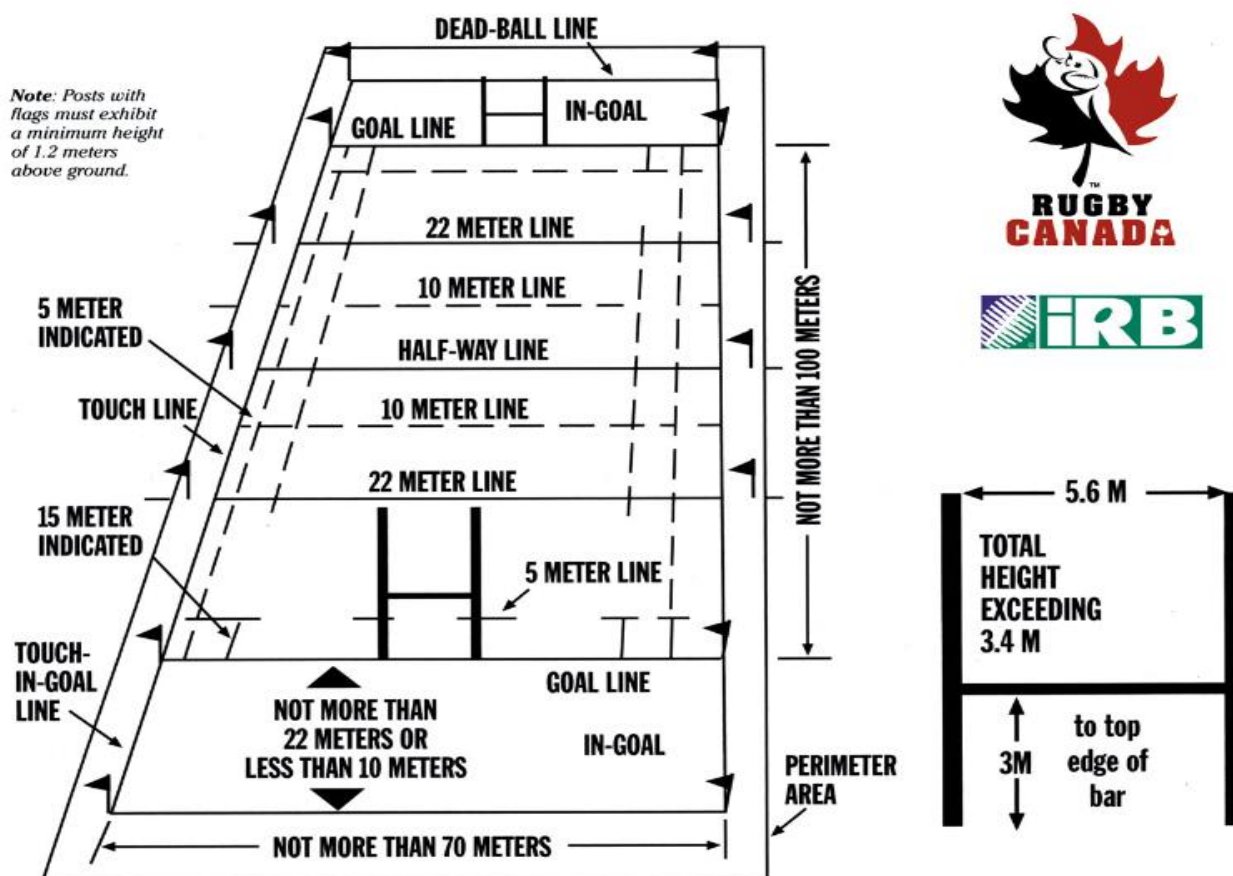 DEAD-BALL LINE
Note: Posts with
flags must exhibit
a minimum height
of 1.2 meters
above ground.
IN-GOAL
GOAL LINE
22 METER LINE
10 METER LINE
5 METER
INDICATED
HALF-WAY LINE
TOUCH LINE
10 METER LINE
22 METER LINE
15 METER
INDICATED
5 METER LINE
NOT MORE THAN 100 METERS
TOUCH-
IN-GOAL
LINE
GOAL LINE
NOT MORE THAN
22 METERS OR
LESS THAN 10 METERS
IN-GOAL
PERIMETER
AREA
NOT MORE THAN 70 METERS
TM
RUGBY
CANADA
iRB
5.6 M
TOTAL
HEIGHT
EXCEEDING
3.4 M
3M
to top
edge of
bar